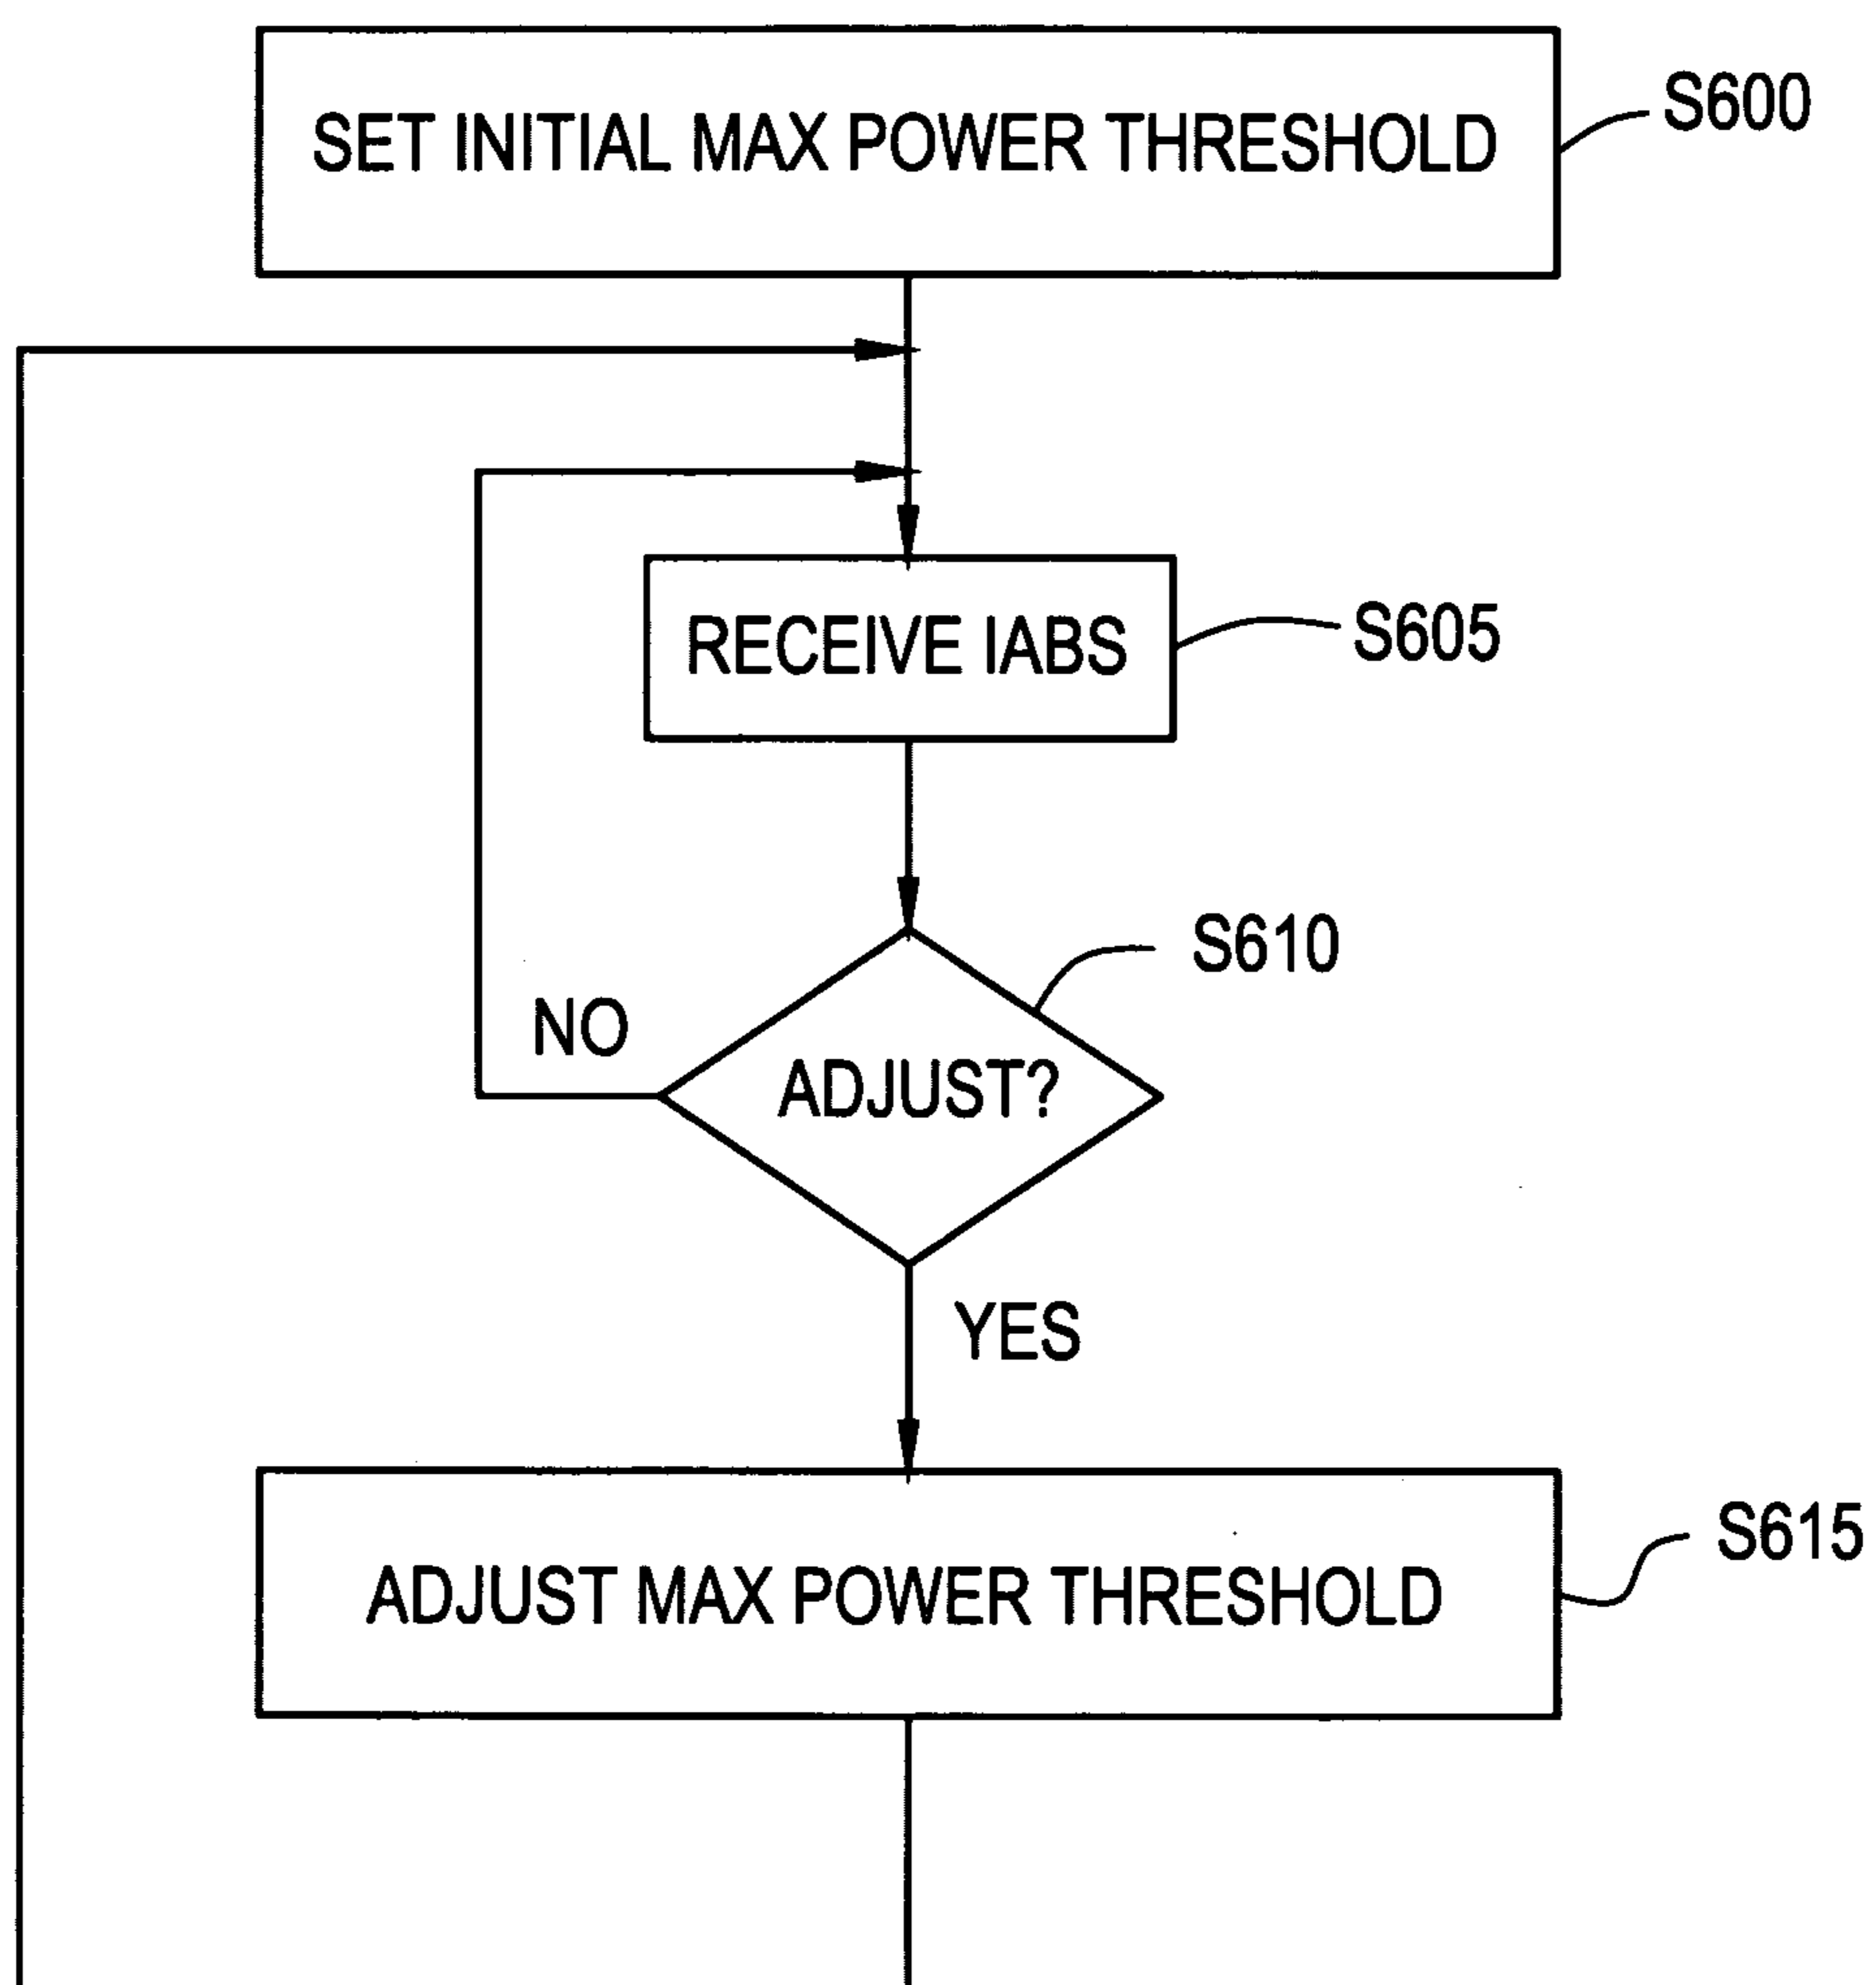 SET INITIAL MAX POWER THRESHOLD
S600
RECEIVE IABS
S605
S610
NO
ADJUST?
YES
ADJUST MAX POWER THRESHOLD
S615